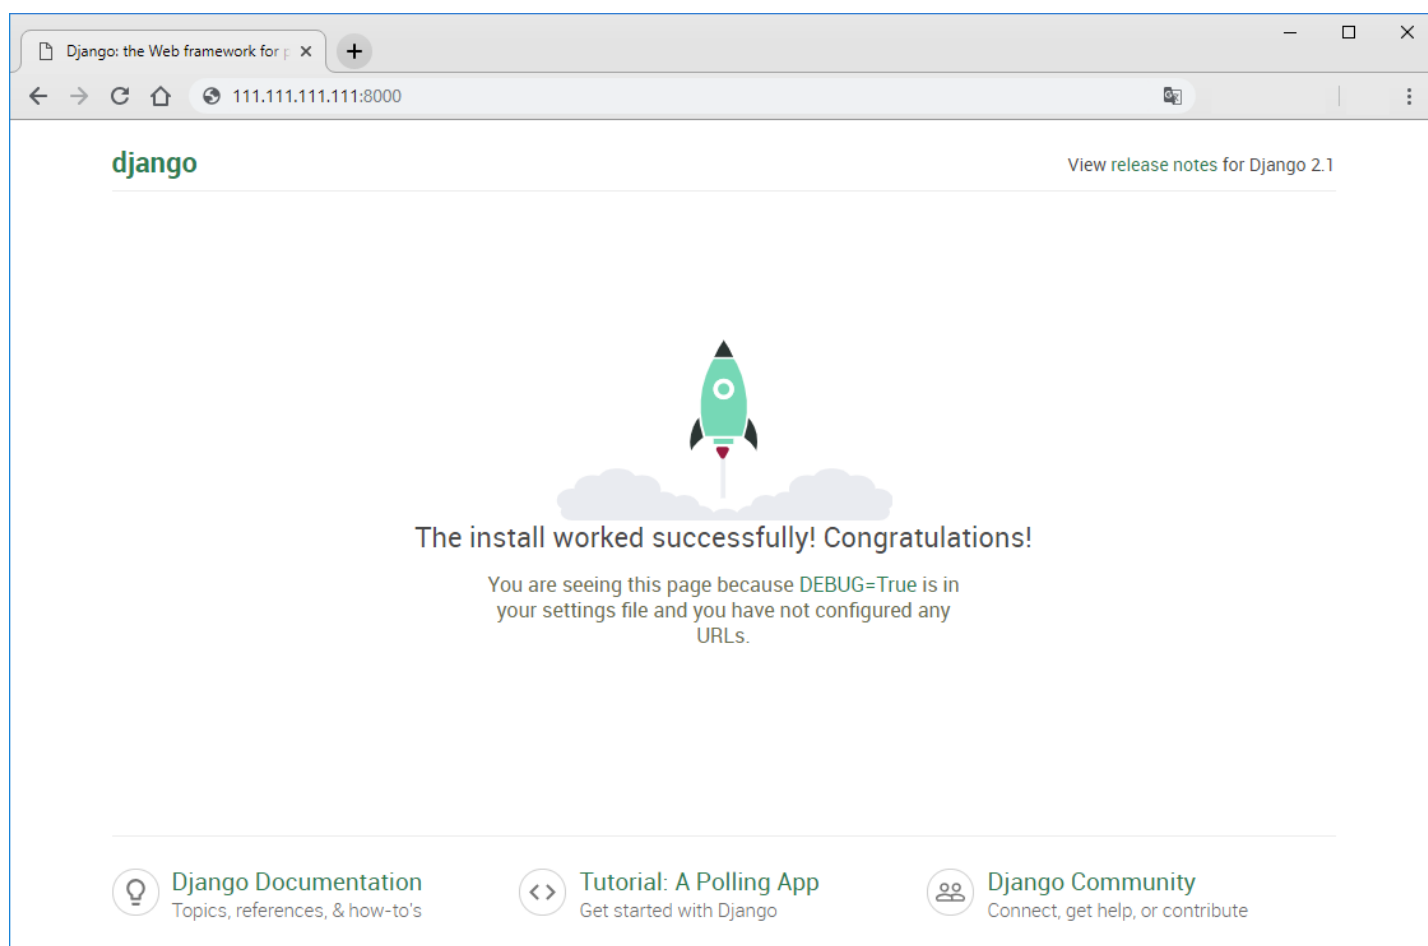 Django: the Web framework for p
111.111.111.111:8000
django
View release notes for Django 2.1
The install worked successfully! Congratulations!
You are seeing this page because DEBUG=True is in
your settings file and you have not configured any
URLs.
Django Documentation
Topics, references, & how-to's
Tutorial: A Polling App
Get started with Django
Django Community
Connect, get help, or contribute